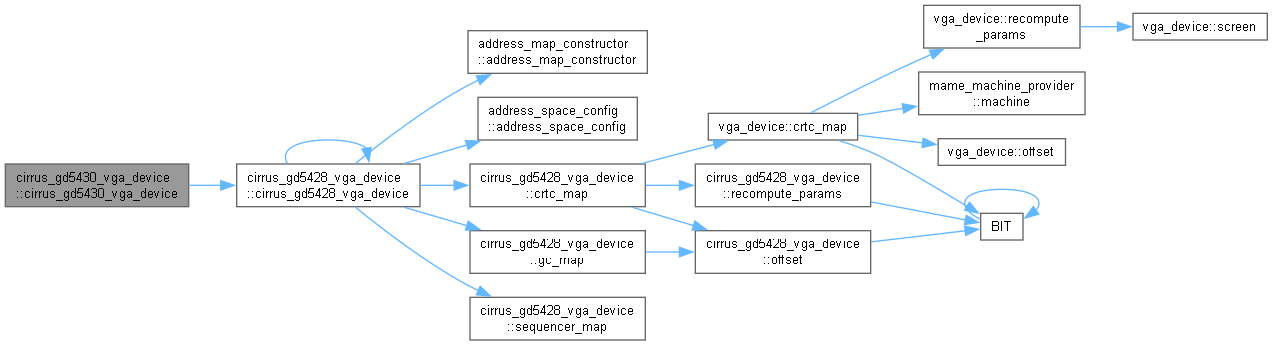 cirrus_gd5430_vga_device
::cirrus_gd5430_vga_device
cirrus_gd5428_vga_device
::cirrus_gd5428_vga_device
address_map_constructor
::address_map_constructor
address_space_config
::address_space_config
cirrus_gd5428_vga_device
::crtc_map
cirrus_gd5428_vga_device
::gc_map
cirrus_gd5428_vga_device
::sequencer_map
vga_device::crtc_map
cirrus_gd5428_vga_device
::recompute_params
cirrus_gd5428_vga_device
::offset
vga_device::recompute
_params
mame_machine_provider
::machine
vga_device::offset
BIT
vga_device::screen